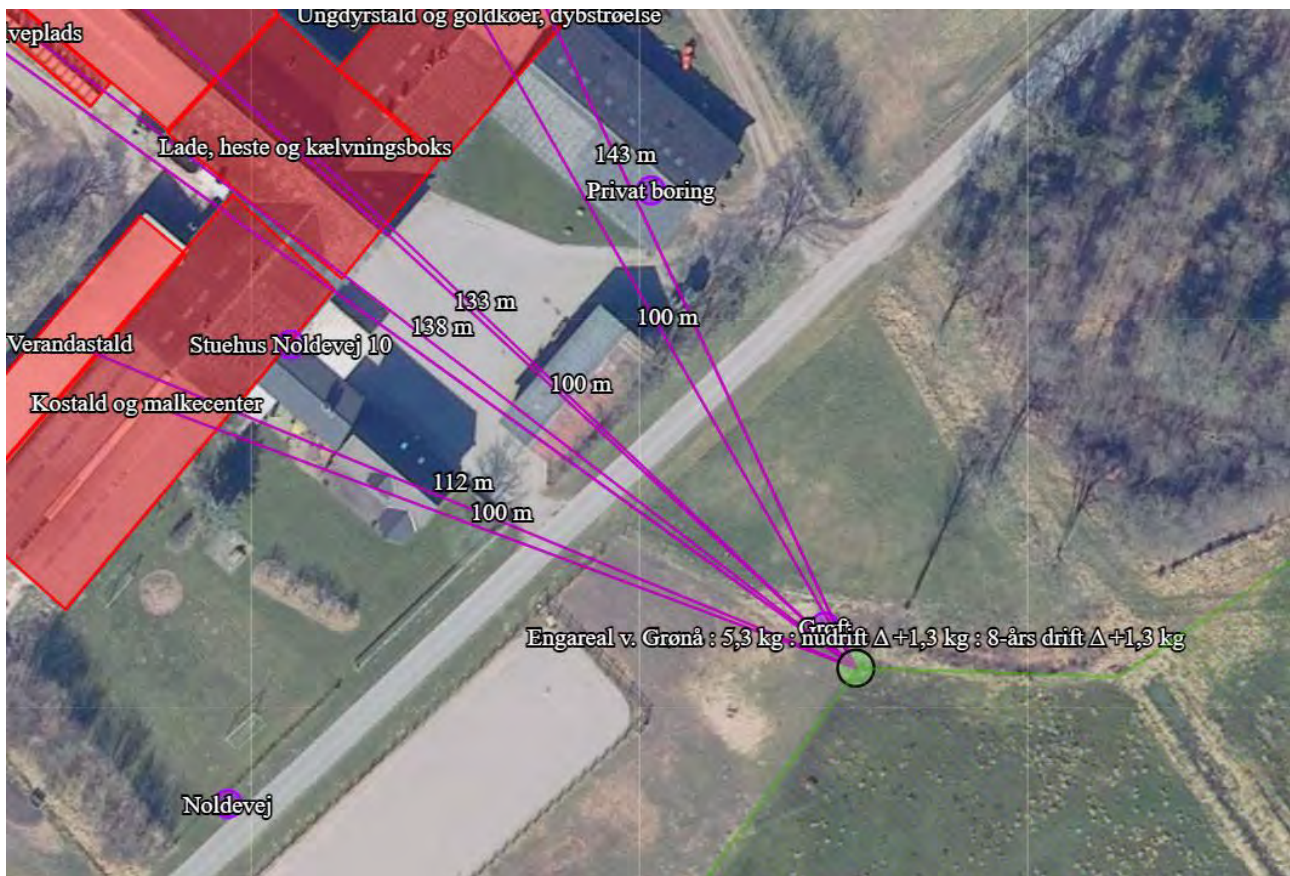 Ungdyrstald og goldkøer, dybstrøelse
lveplads
Lade, heste og kælvningsboks
143 m
Privat boring
133 m
138 m
100 m
Verandastald
Stuehus Noldevej 10
100 m
Kostald og malkecenter
112 m
100 m
Grøft
Engareal v. Grønå : 5,3 kg : nudrift Δ +1,3 kg : 8-års drift Δ +1,3 kg
Noldevej